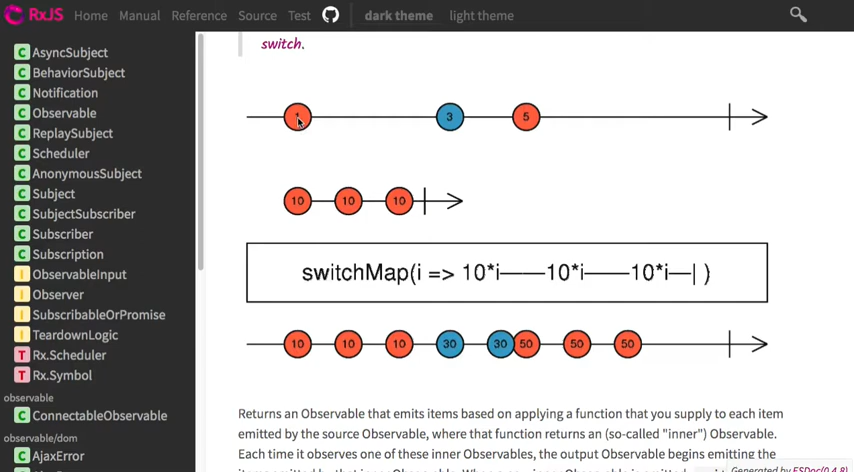 RxJS Home Manual Reference Source Test dark theme light theme
C AsyncSubject
C BehaviorSubject
C Notification
C Observable
C ReplaySubject
C Scheduler
C AnonymousSubject
C Subject
C SubjectSubscriber
C Subscriber
C Subscription
I ObservableInput
I Observer
I SubscribableOrPromise
I TeardownLogic
T Rx.Scheduler
T Rx.Symbol
observable
C ConnectableObservable
observable/dom
C AjaxError
switch.
3 5
10 10 10
switchMap(i => 10*i——10*i——10*i—| )
10 10 10 30 30 50 50 50
Returns an Observable that emits items based on applying a function that you supply to each item
emitted by the source Observable, where that function returns an (so-called "inner") Observable.
Each time it observes one of these inner Observables, the output Observable begins emitting the
Generated by ESDoc(0.4.8)